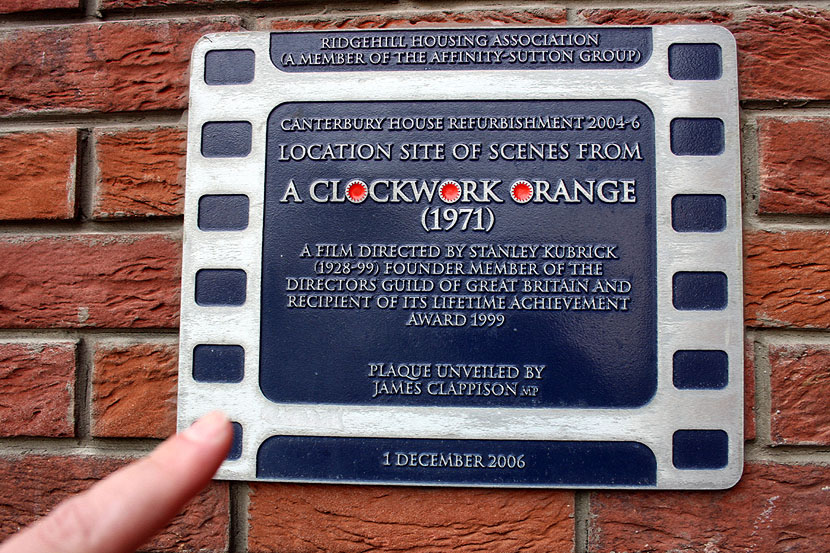 RIDGEHILL HOUSING ASSOCIATION
(A MEMBER OF THE AFFINITY-SUTTON GROUP)
CANTERBURY HOUSE REFURBISHMENT 2004-6
LOCATION SITE OF SCENES FROM
A CLOCKWORK ORANGE
(1971)
A FILM DIRECTED BY STANLEY KUBRICK
(1928-99) FOUNDER MEMBER OF THE
DIRECTORS GUILD OF GREAT BRITAIN AND
RECIPIENT OF ITS LIFETIME ACHIEVEMENT
AWARD 1999
PLAQUE UNVEILED BY
JAMES CLAPPISON MP
1 DECEMBER 2006